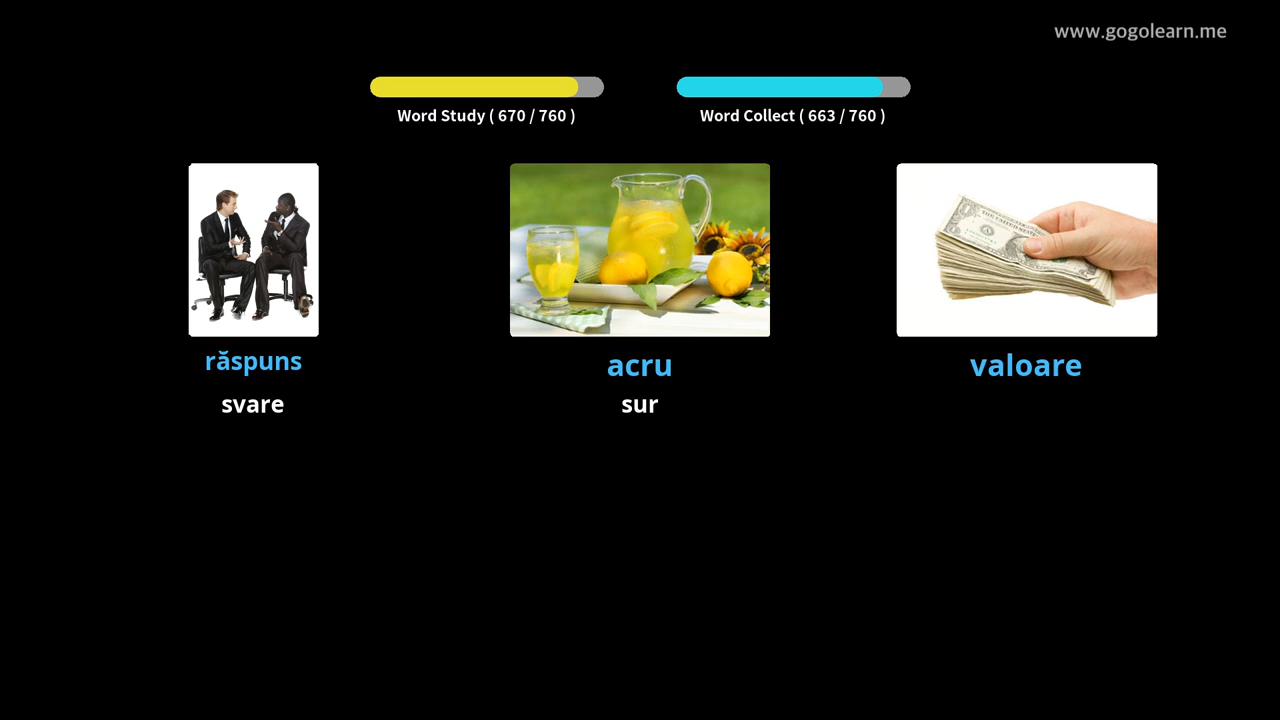 www.gogolearn.me
Word Study ( 670 / 760 )
Word Collect ( 663 / 760 )
răspuns
svare
acru
sur
valoare